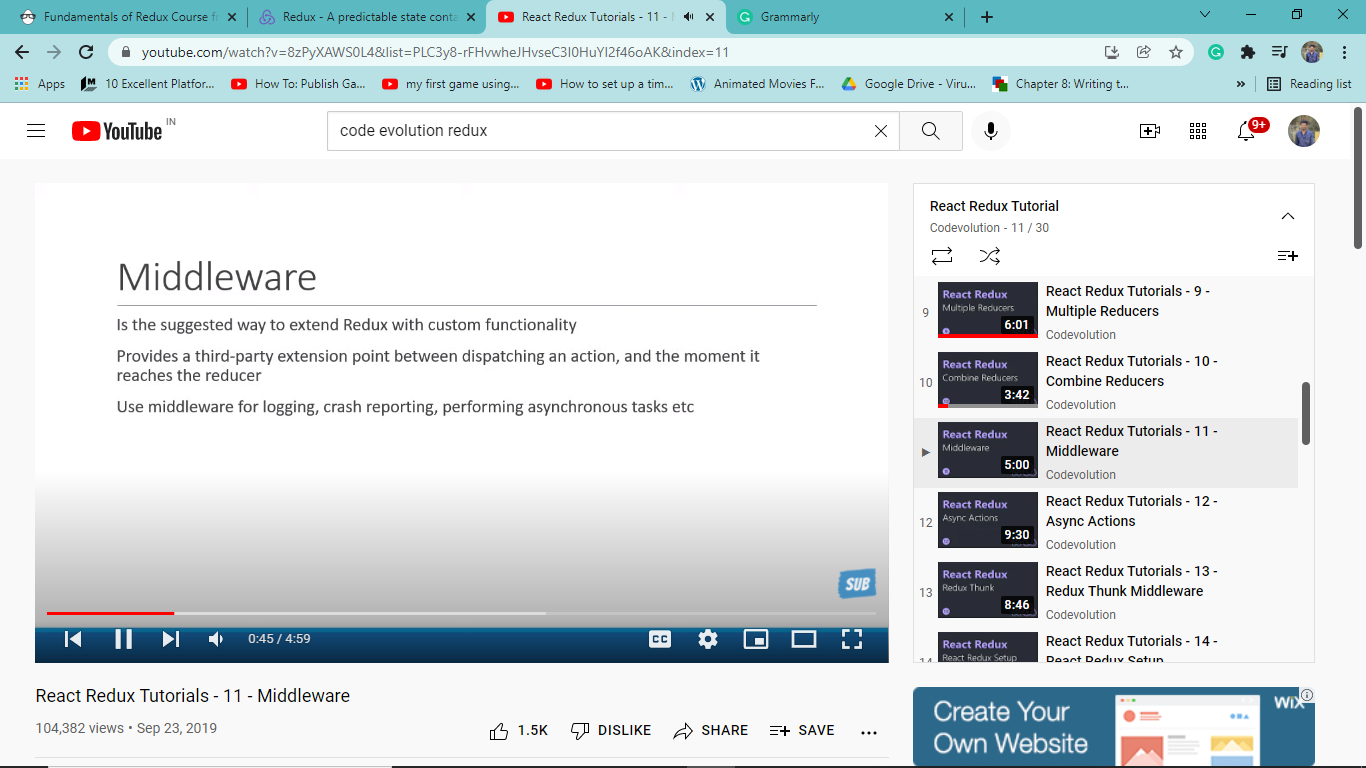 Fundamentals of Redux Course f
Redux - A predictable state conta
React Redux Tutorials - 11 -
Grammarly
youtube.com/watch?v=8zPyXAWS0L4&list=PLC3y8-rFHvwheJHvseC3I0HuYI2f46oAK&index=11
Apps
10 Excellent Platfor...
How To: Publish Ga...
my first game using...
How to set up a tim...
Animated Movies F...
Google Drive - Viru...
Chapter 8: Writing t...
»
Reading list
YouTube IN
code evolution redux
9+
Middleware
Is the suggested way to extend Redux with custom functionality
Provides a third-party extension point between dispatching an action, and the moment it
reaches the reducer
Use middleware for logging, crash reporting, performing asynchronous tasks etc
SUB
0:45 / 4:59
CC
React Redux Tutorials - 11 - Middleware
104,382 views • Sep 23, 2019
1.5K
DISLIKE
SHARE
SAVE
React Redux Tutorial
Codevolution - 11 / 30
9
React Redux
Multiple Reducers
6:01
React Redux Tutorials - 9 -
Multiple Reducers
Codevolution
10
React Redux
Combine Reducers
3:42
React Redux Tutorials - 10 -
Combine Reducers
Codevolution
React Redux
Middleware
5:00
React Redux Tutorials - 11 -
Middleware
Codevolution
12
React Redux
Async Actions
9:30
React Redux Tutorials - 12 -
Async Actions
Codevolution
13
React Redux
Redux Thunk
8:46
React Redux Tutorials - 13 -
Redux Thunk Middleware
Codevolution
14
React Redux
React Redux Setup
React Redux Tutorials - 14 -
React Redux Setup
Create Your
Own Website
WIX